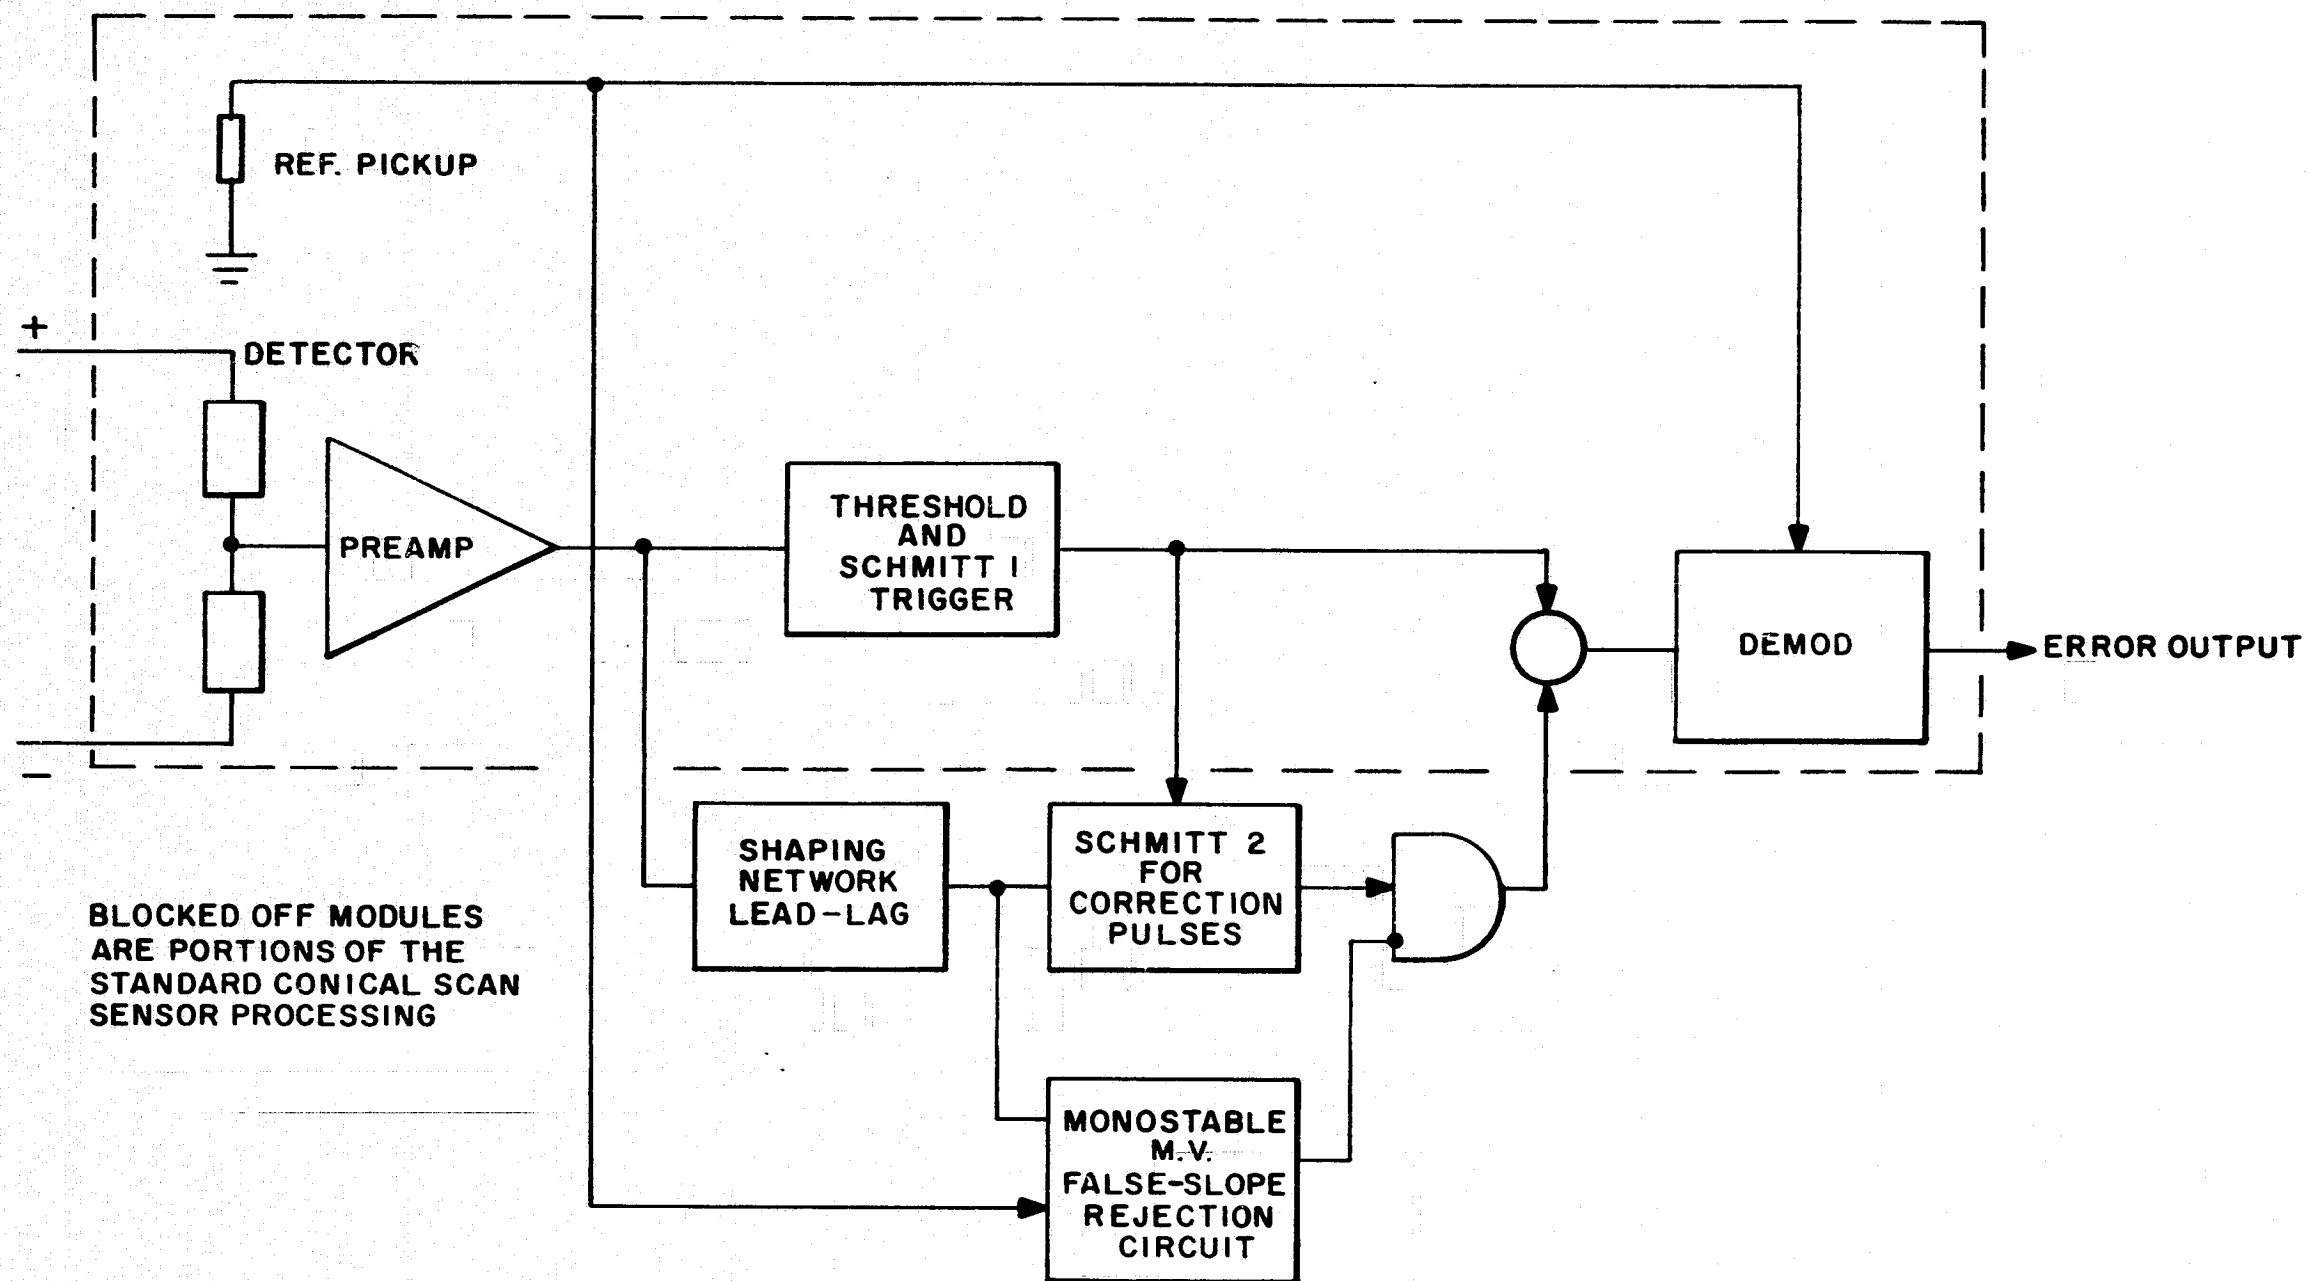 REF. PICKUP
+
DETECTOR
PREAMP
THRESHOLD
AND
SCHMITT 1
TRIGGER
DEMOD
ERROR OUTPUT
−
SHAPING
NETWORK
LEAD-LAG
SCHMITT 2
FOR
CORRECTION
PULSES
BLOCKED OFF MODULES
ARE PORTIONS OF THE
STANDARD CONICAL SCAN
SENSOR PROCESSING
MONOSTABLE
M.V.
FALSE-SLOPE
REJECTION
CIRCUIT